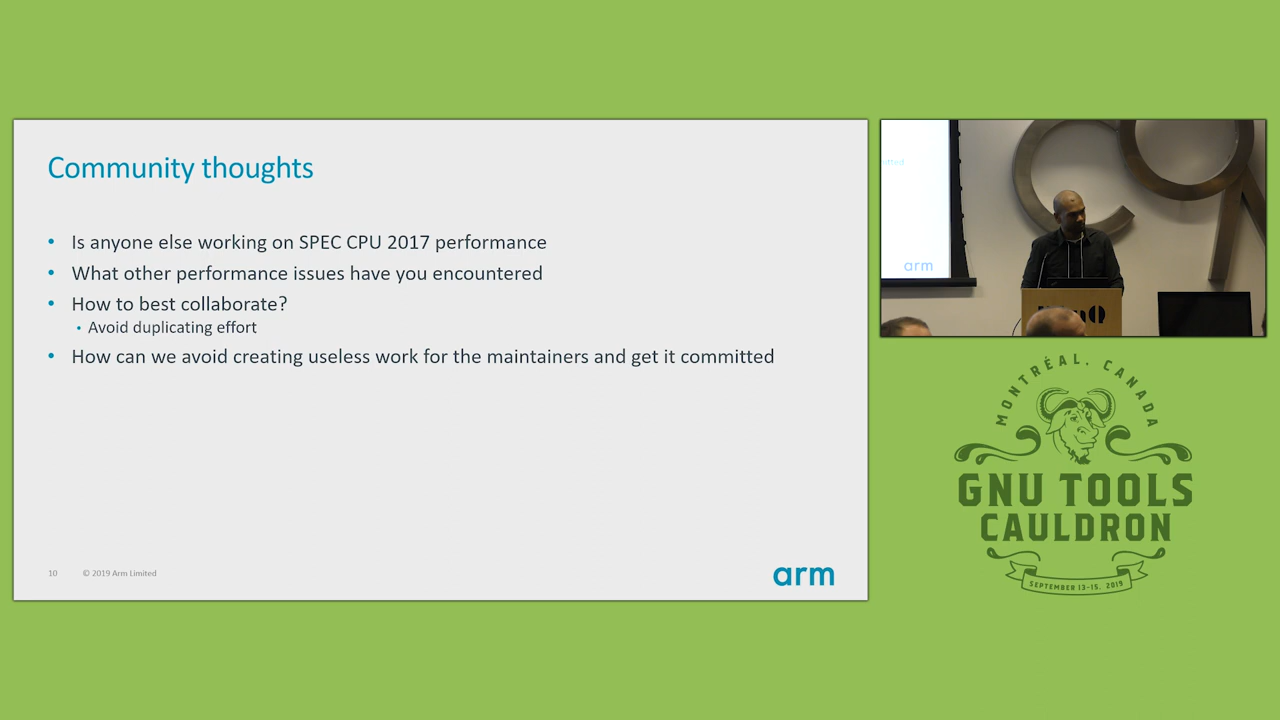 Community thoughts
• Is anyone else working on SPEC CPU 2017 performance
• What other performance issues have you encountered
• How to best collaborate?
• Avoid duplicating effort
• How can we avoid creating useless work for the maintainers and get it committed
10 © 2019 Arm Limited
arm
itted
arm
MONTRÉAL, CANADA
GNU TOOLS
CAULDRON
SEPTEMBER 13-15, 2019